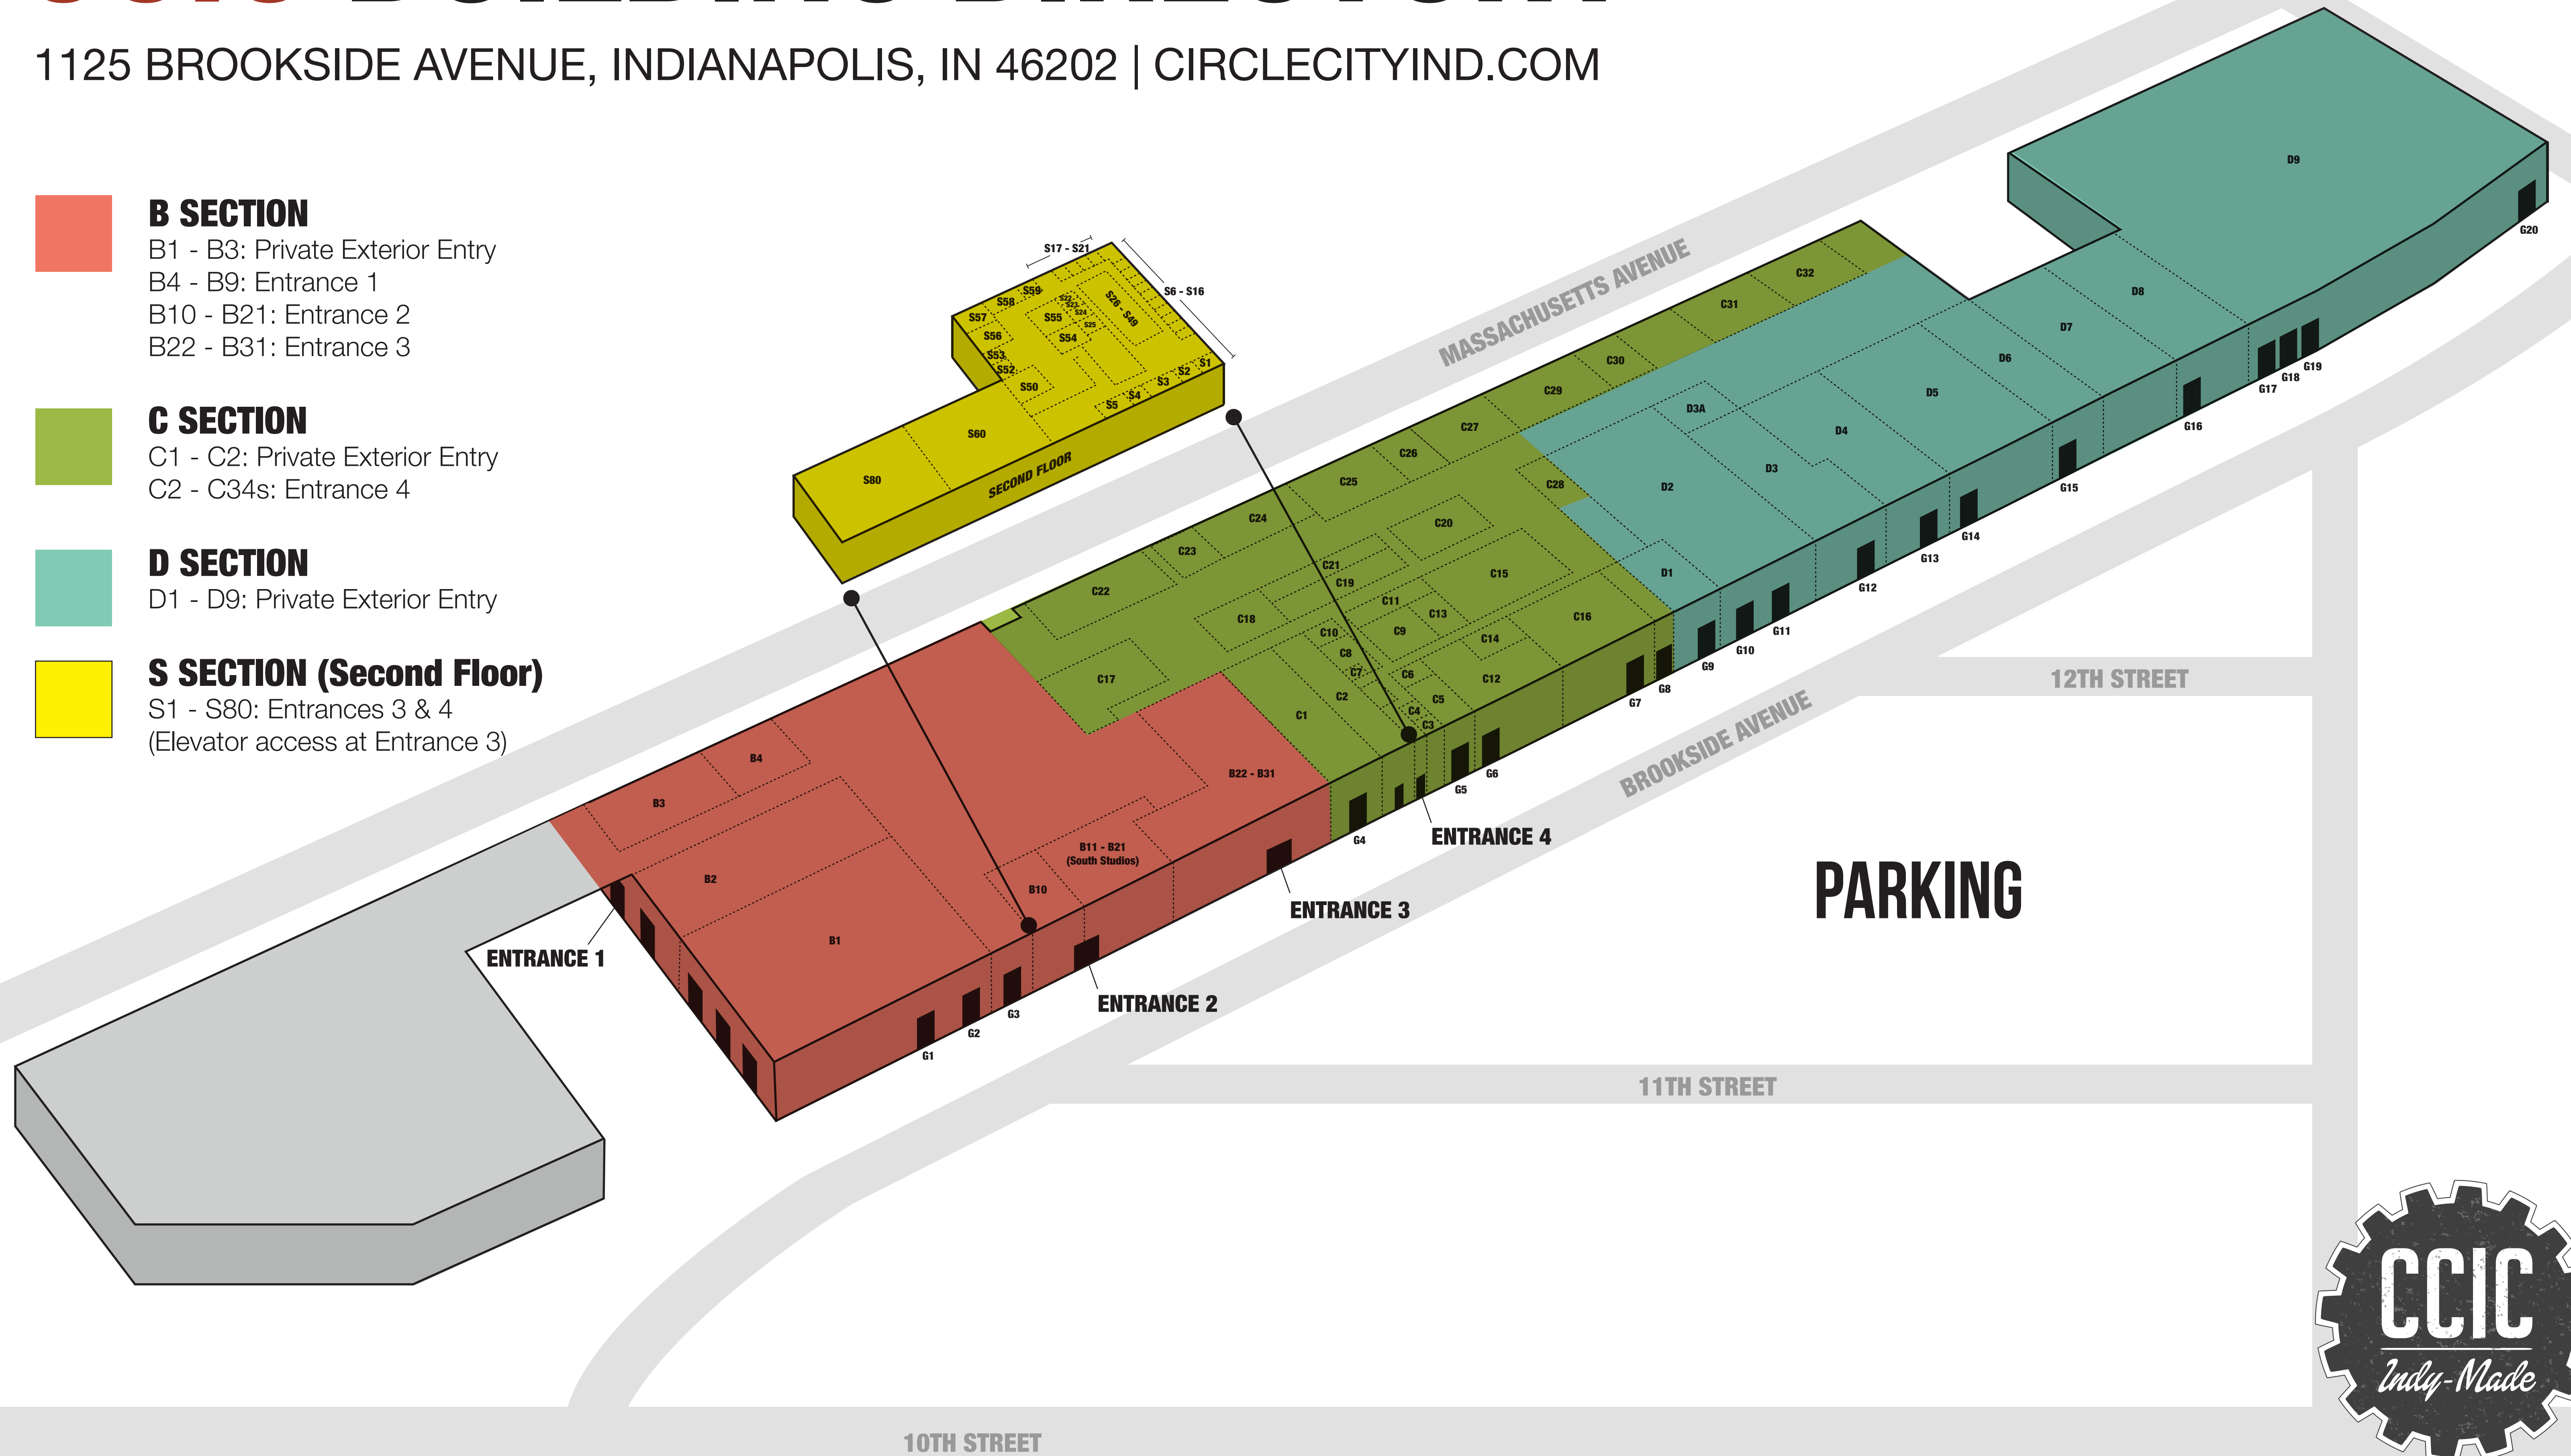 1125 BROOKSIDE AVENUE, INDIANAPOLIS, IN 46202 | CIRCLECITYIND.COM
B SECTION
B1 - B3: Private Exterior Entry
B4 - B9: Entrance 1
B10 - B21: Entrance 2
B22 - B31: Entrance 3
C SECTION
C1 - C2: Private Exterior Entry
C2 - C34s: Entrance 4
D SECTION
D1 - D9: Private Exterior Entry
S SECTION (Second Floor)
S1 - S80: Entrances 3 & 4
(Elevator access at Entrance 3)
S17 - S21
S6 - S16
S59
S58
S57
S56
S53
S52
S55
S54
S22
S23
S24
S25
S26 - S49
S50
S1
S2
S3
S4
S5
S60
S80
SECOND FLOOR
MASSACHUSETTS AVENUE
D9
G20
D8
D7
D6
D5
D4
D3A
D3
D2
D1
C32
C31
C30
C29
C28
C27
C26
C25
C24
C23
C22
C21
C20
C19
C18
C17
C16
C15
C14
C13
C12
C11
C10
C9
C8
C7
C6
C5
C4
C3
C2
C1
B22 - B31
B11 - B21
(South Studios)
B10
B4
B3
B2
B1
G19
G18
G17
G16
G15
G14
G13
G12
G11
G10
G9
G8
G7
G6
G5
G4
G3
G2
G1
ENTRANCE 4
ENTRANCE 3
ENTRANCE 2
ENTRANCE 1
BROOKSIDE AVENUE
12TH STREET
PARKING
11TH STREET
10TH STREET
CCIC
Indy-Made